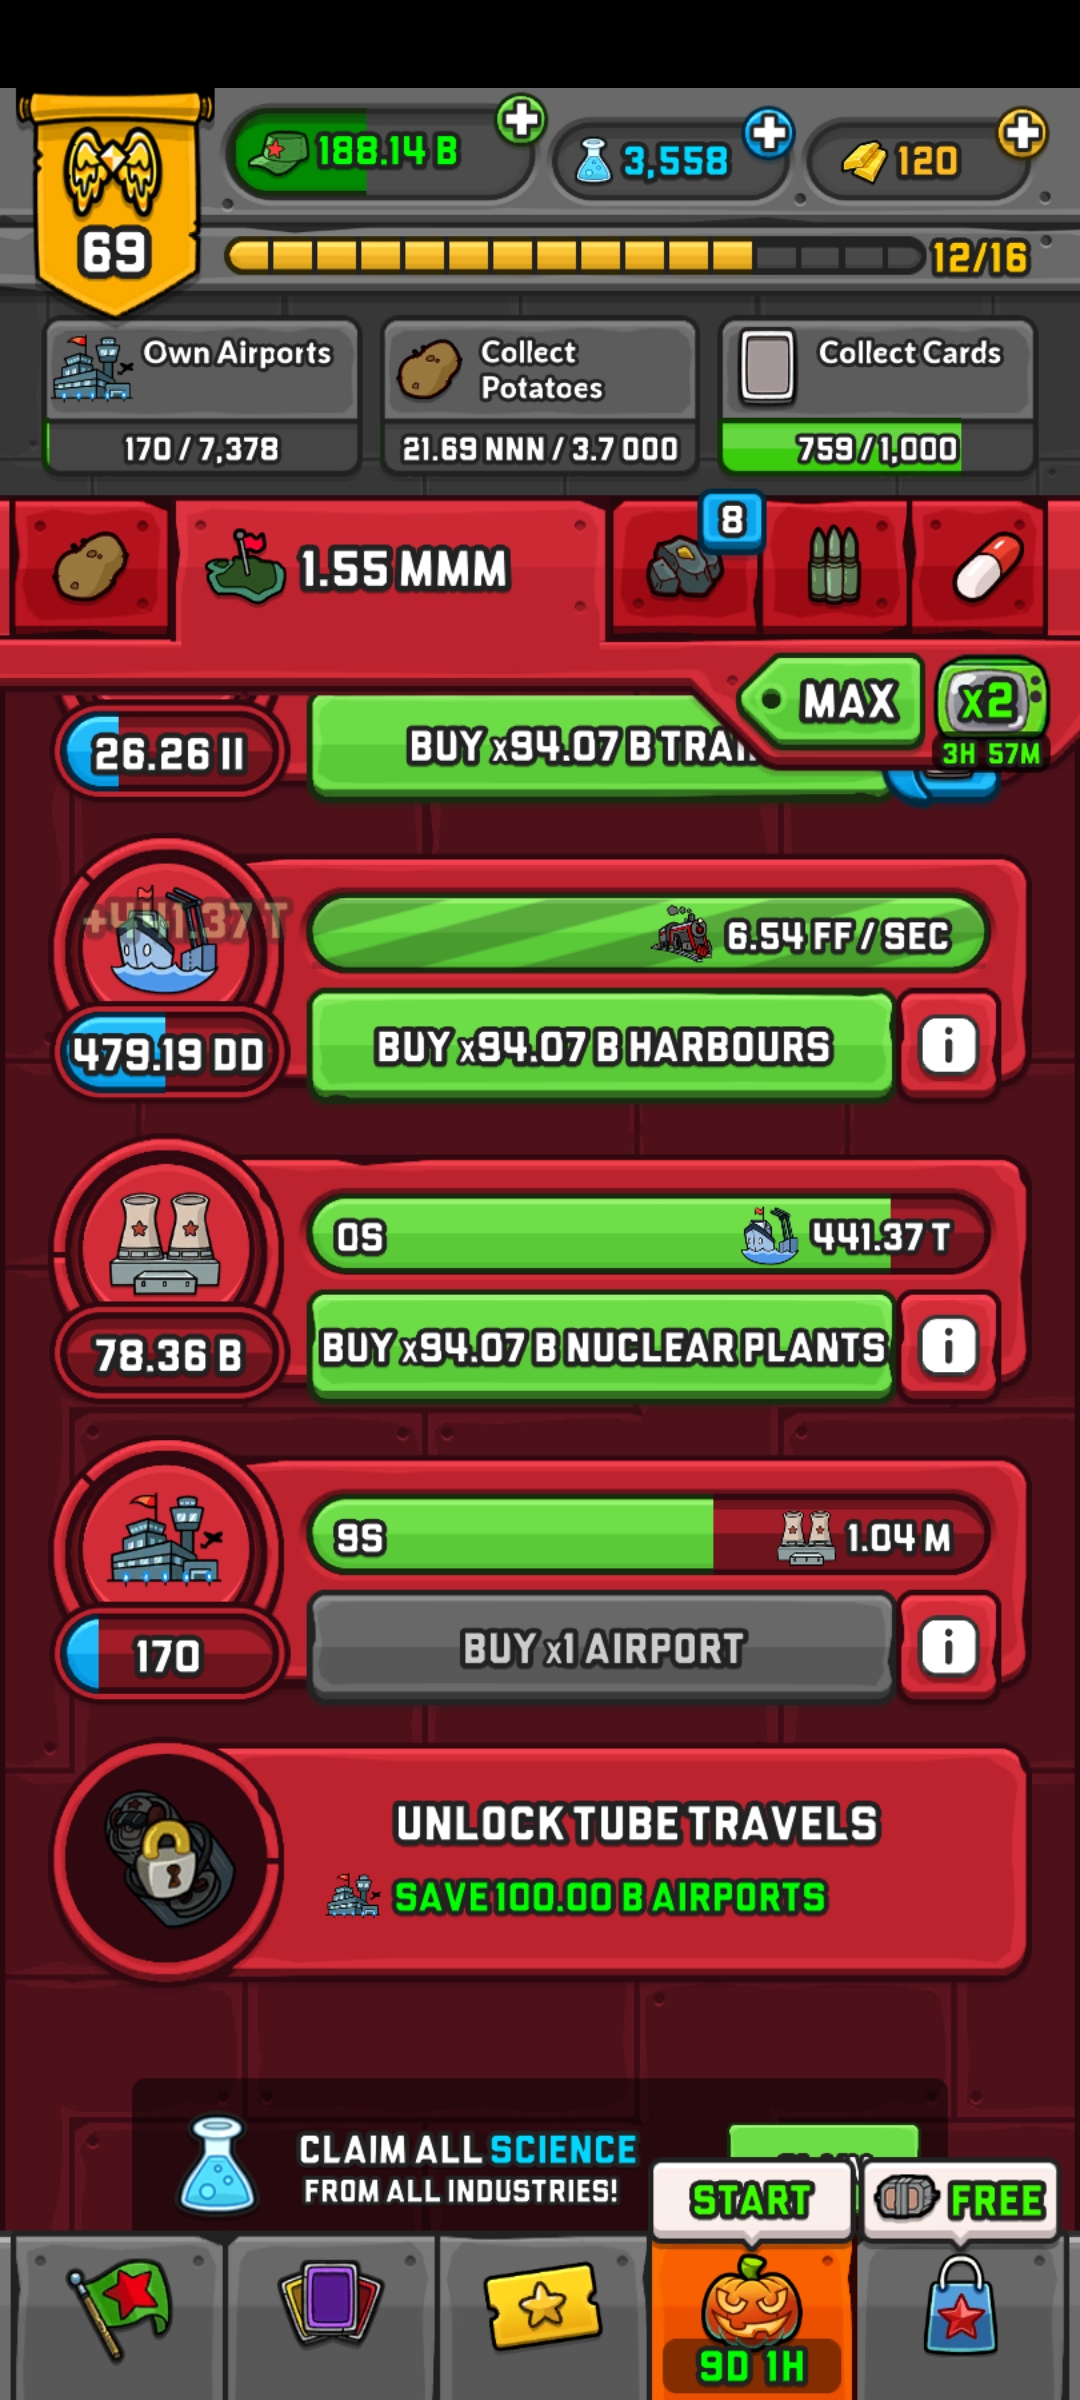 188.14 B
3,558
120
69
12/16
Own Airports
170 / 7,378
Collect
Potatoes
21.69 NNN / 3.7 OOO
Collect Cards
759 / 1,000
1.55 MMM
8
MAX
x2
3H 57M
26.26 II
BUY x94.07 B
+441.37 T
6.54 FF / SEC
479.19 DD
BUY x94.07 B HARBOURS
i
0S
441.37 T
78.36 B
BUY x94.07 B NUCLEAR PLANTS
i
9S
1.04 M
170
BUY x1 AIRPORT
i
UNLOCK TUBE TRAVELS
SAVE 100.00 B AIRPORTS
CLAIM ALL SCIENCE
FROM ALL INDUSTRIES!
START
FREE
9D 1H